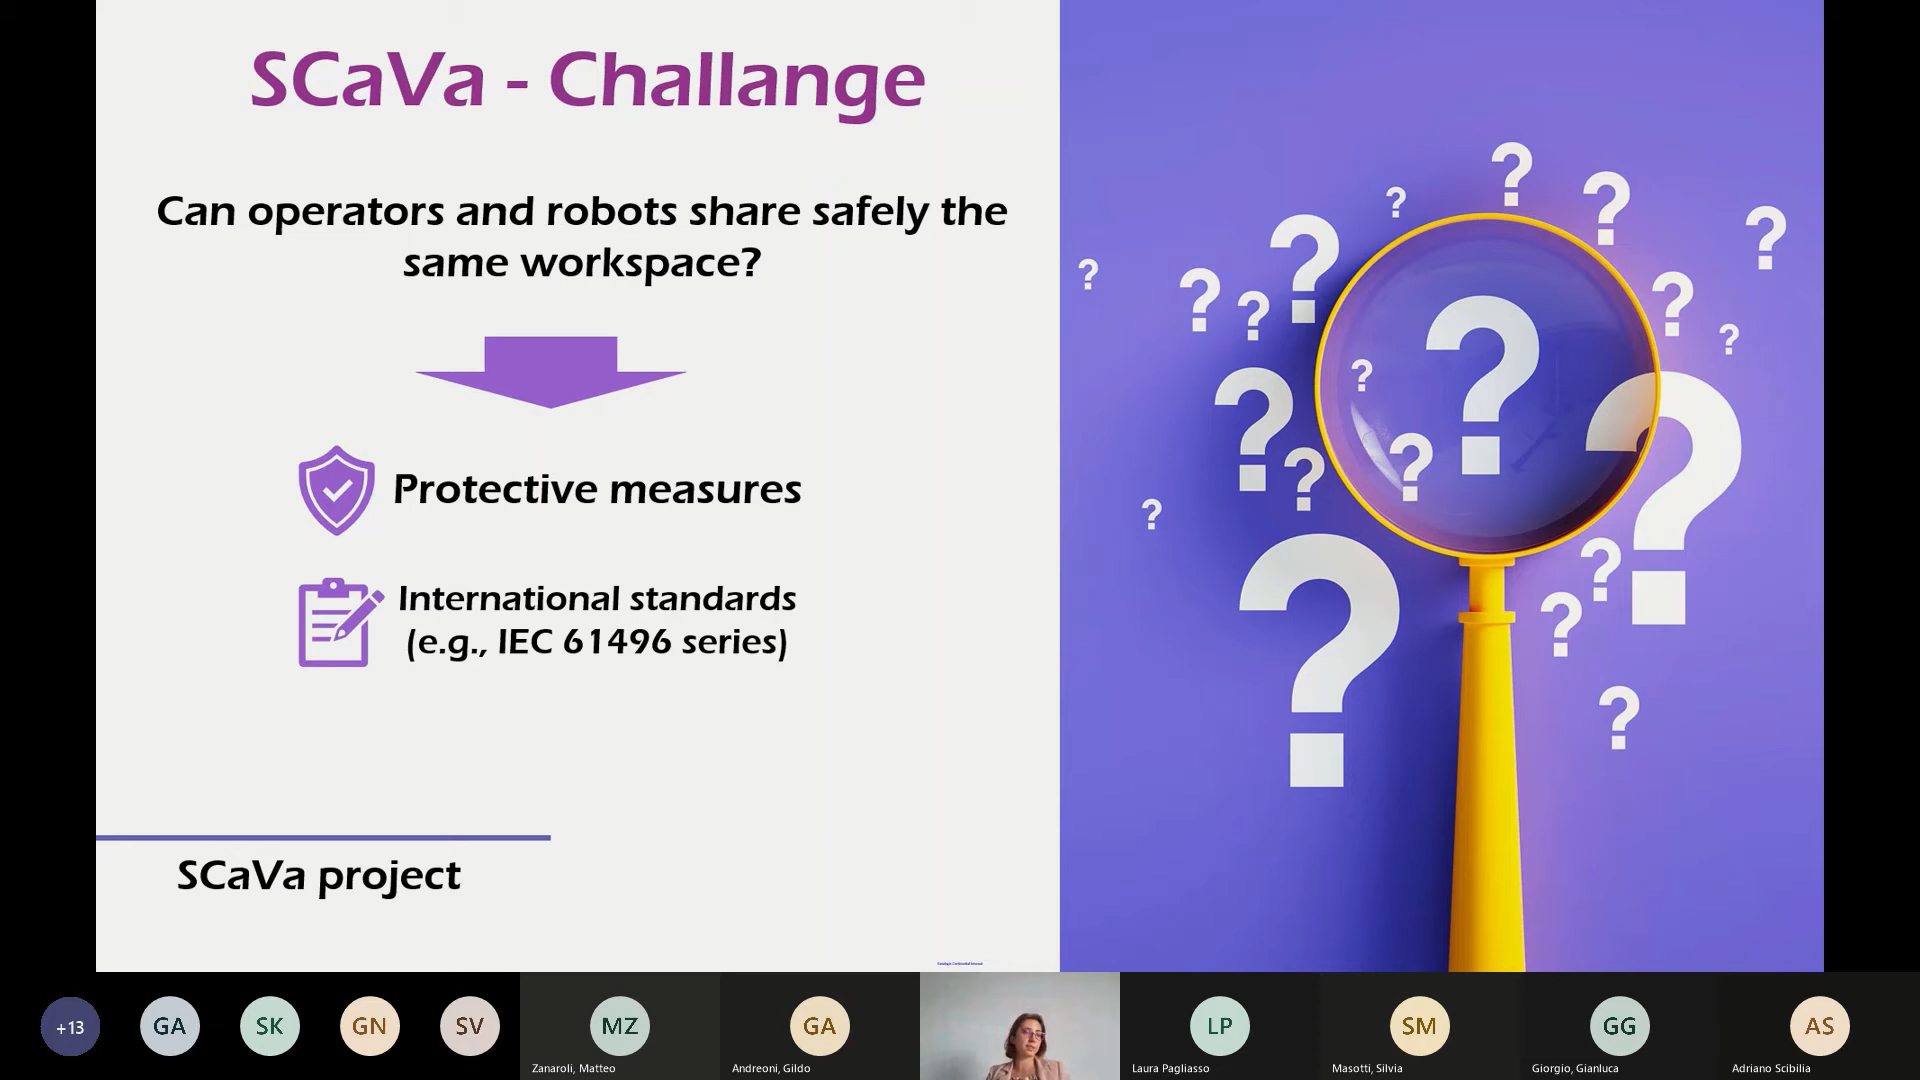 SCaVa - Challange
Can operators and robots share safely the
same workspace?
Protective measures
International standards
(e.g., IEC 61496 series)
SCaVa project
+13
GA
SK
GN
SV
MZ
Zanaroli, Matteo
GA
Andreoni, Gildo
LP
Laura Pagliasso
SM
Masotti, Silvia
GG
Giorgio, Gianluca
AS
Adriano Scibilia